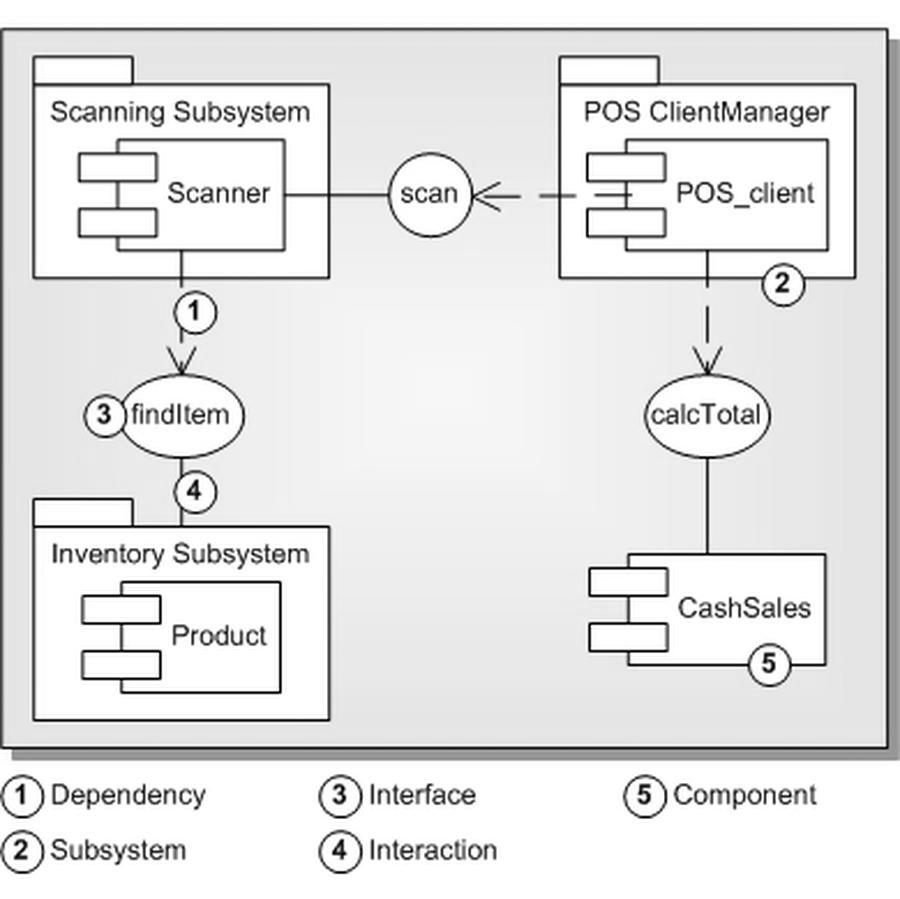 Scanning Subsystem
POS ClientManager
Scanner
scan
POS_client
1
2
3
findItem
calcTotal
4
Inventory Subsystem
Product
CashSales
5
1 Dependency
3 Interface
5 Component
2 Subsystem
4 Interaction